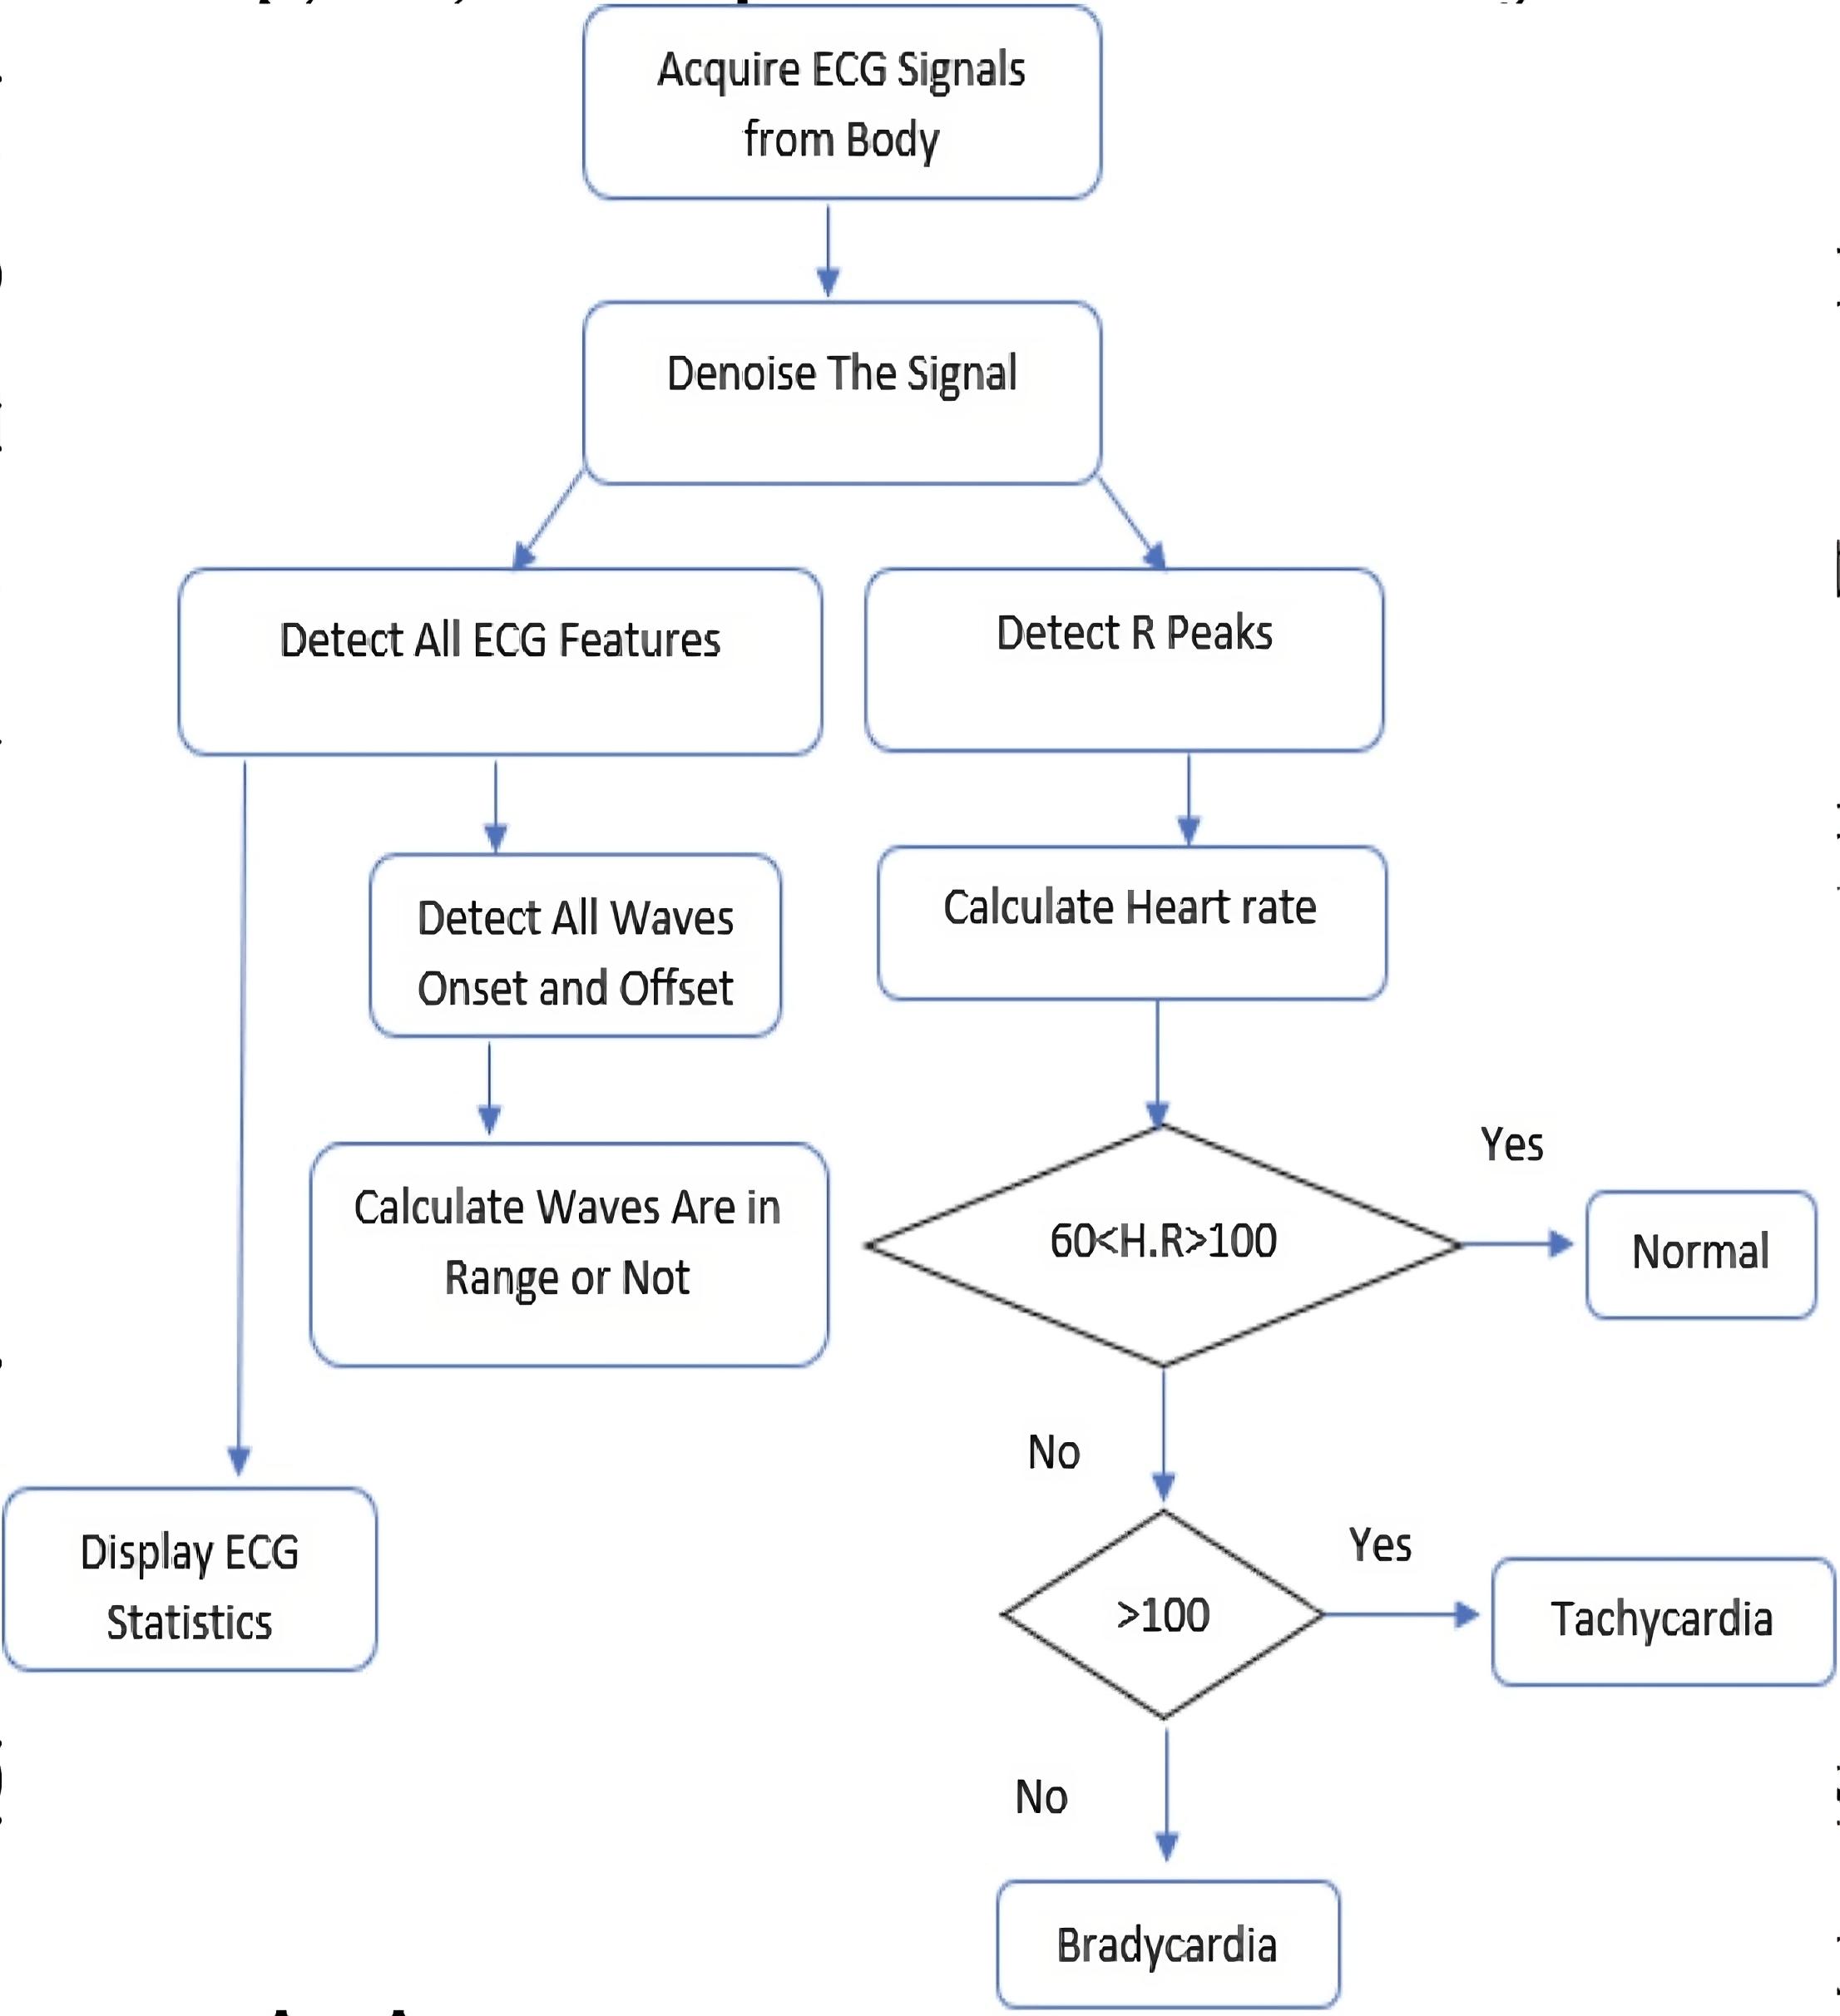 Acquire ECG Signals
from Body
Denoise The Signal
Detect All ECG Features
Detect R Peaks
Detect All Waves
Onset and Offset
Calculate Heart rate
Calculate Waves Are in
Range or Not
60<H.R>100
Yes
Normal
No
Display ECG
Statistics
>100
Yes
Tachycardia
No
Bradycardia